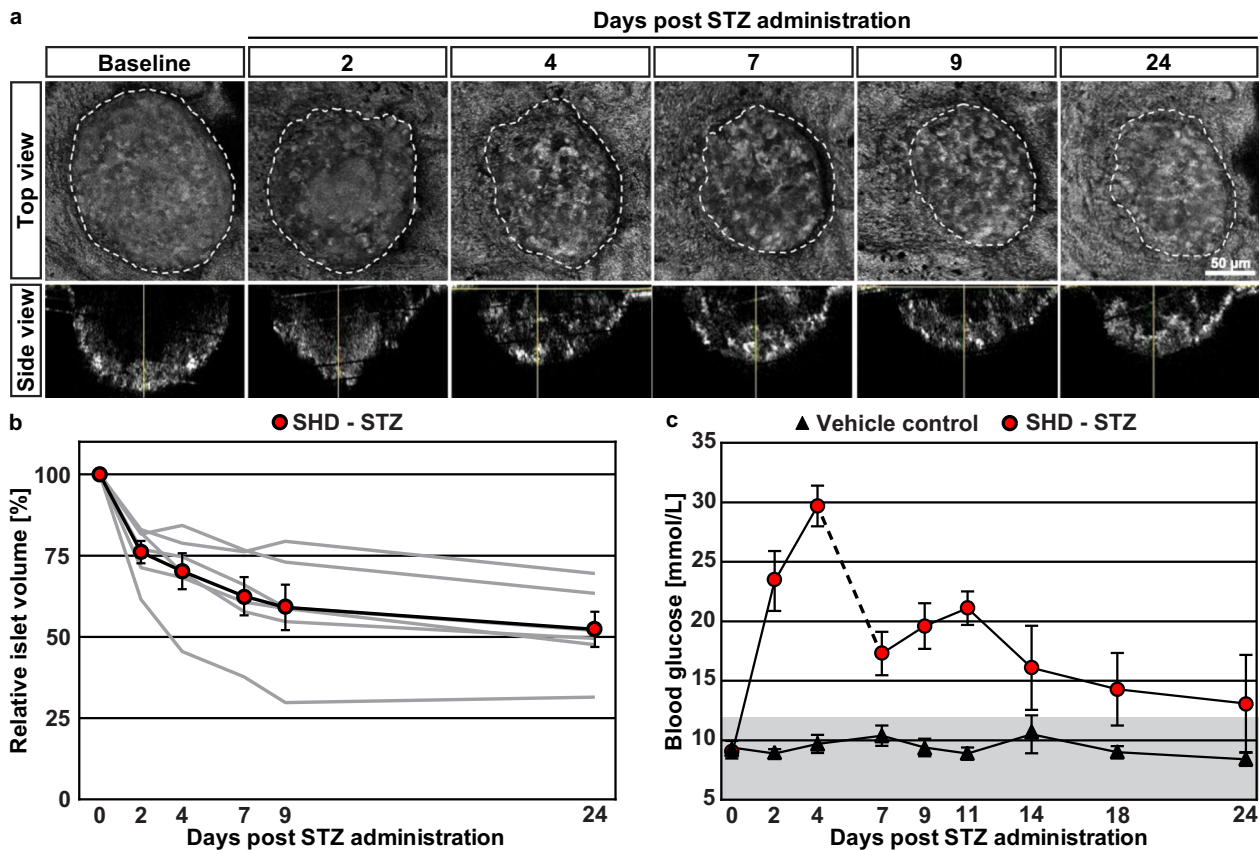 a
Days post STZ administration
Baseline 2 4 7 9 24
Top view
50 µm
Side view
b
SHD - STZ
Relative islet volume [%]
100
75
50
25
0
0 2 4 7 9 24
Days post STZ administration
c
Vehicle control SHD - STZ
Blood glucose [mmol/L]
35
30
25
20
15
10
5
0 2 4 7 9 11 14 18 24
Days post STZ administration